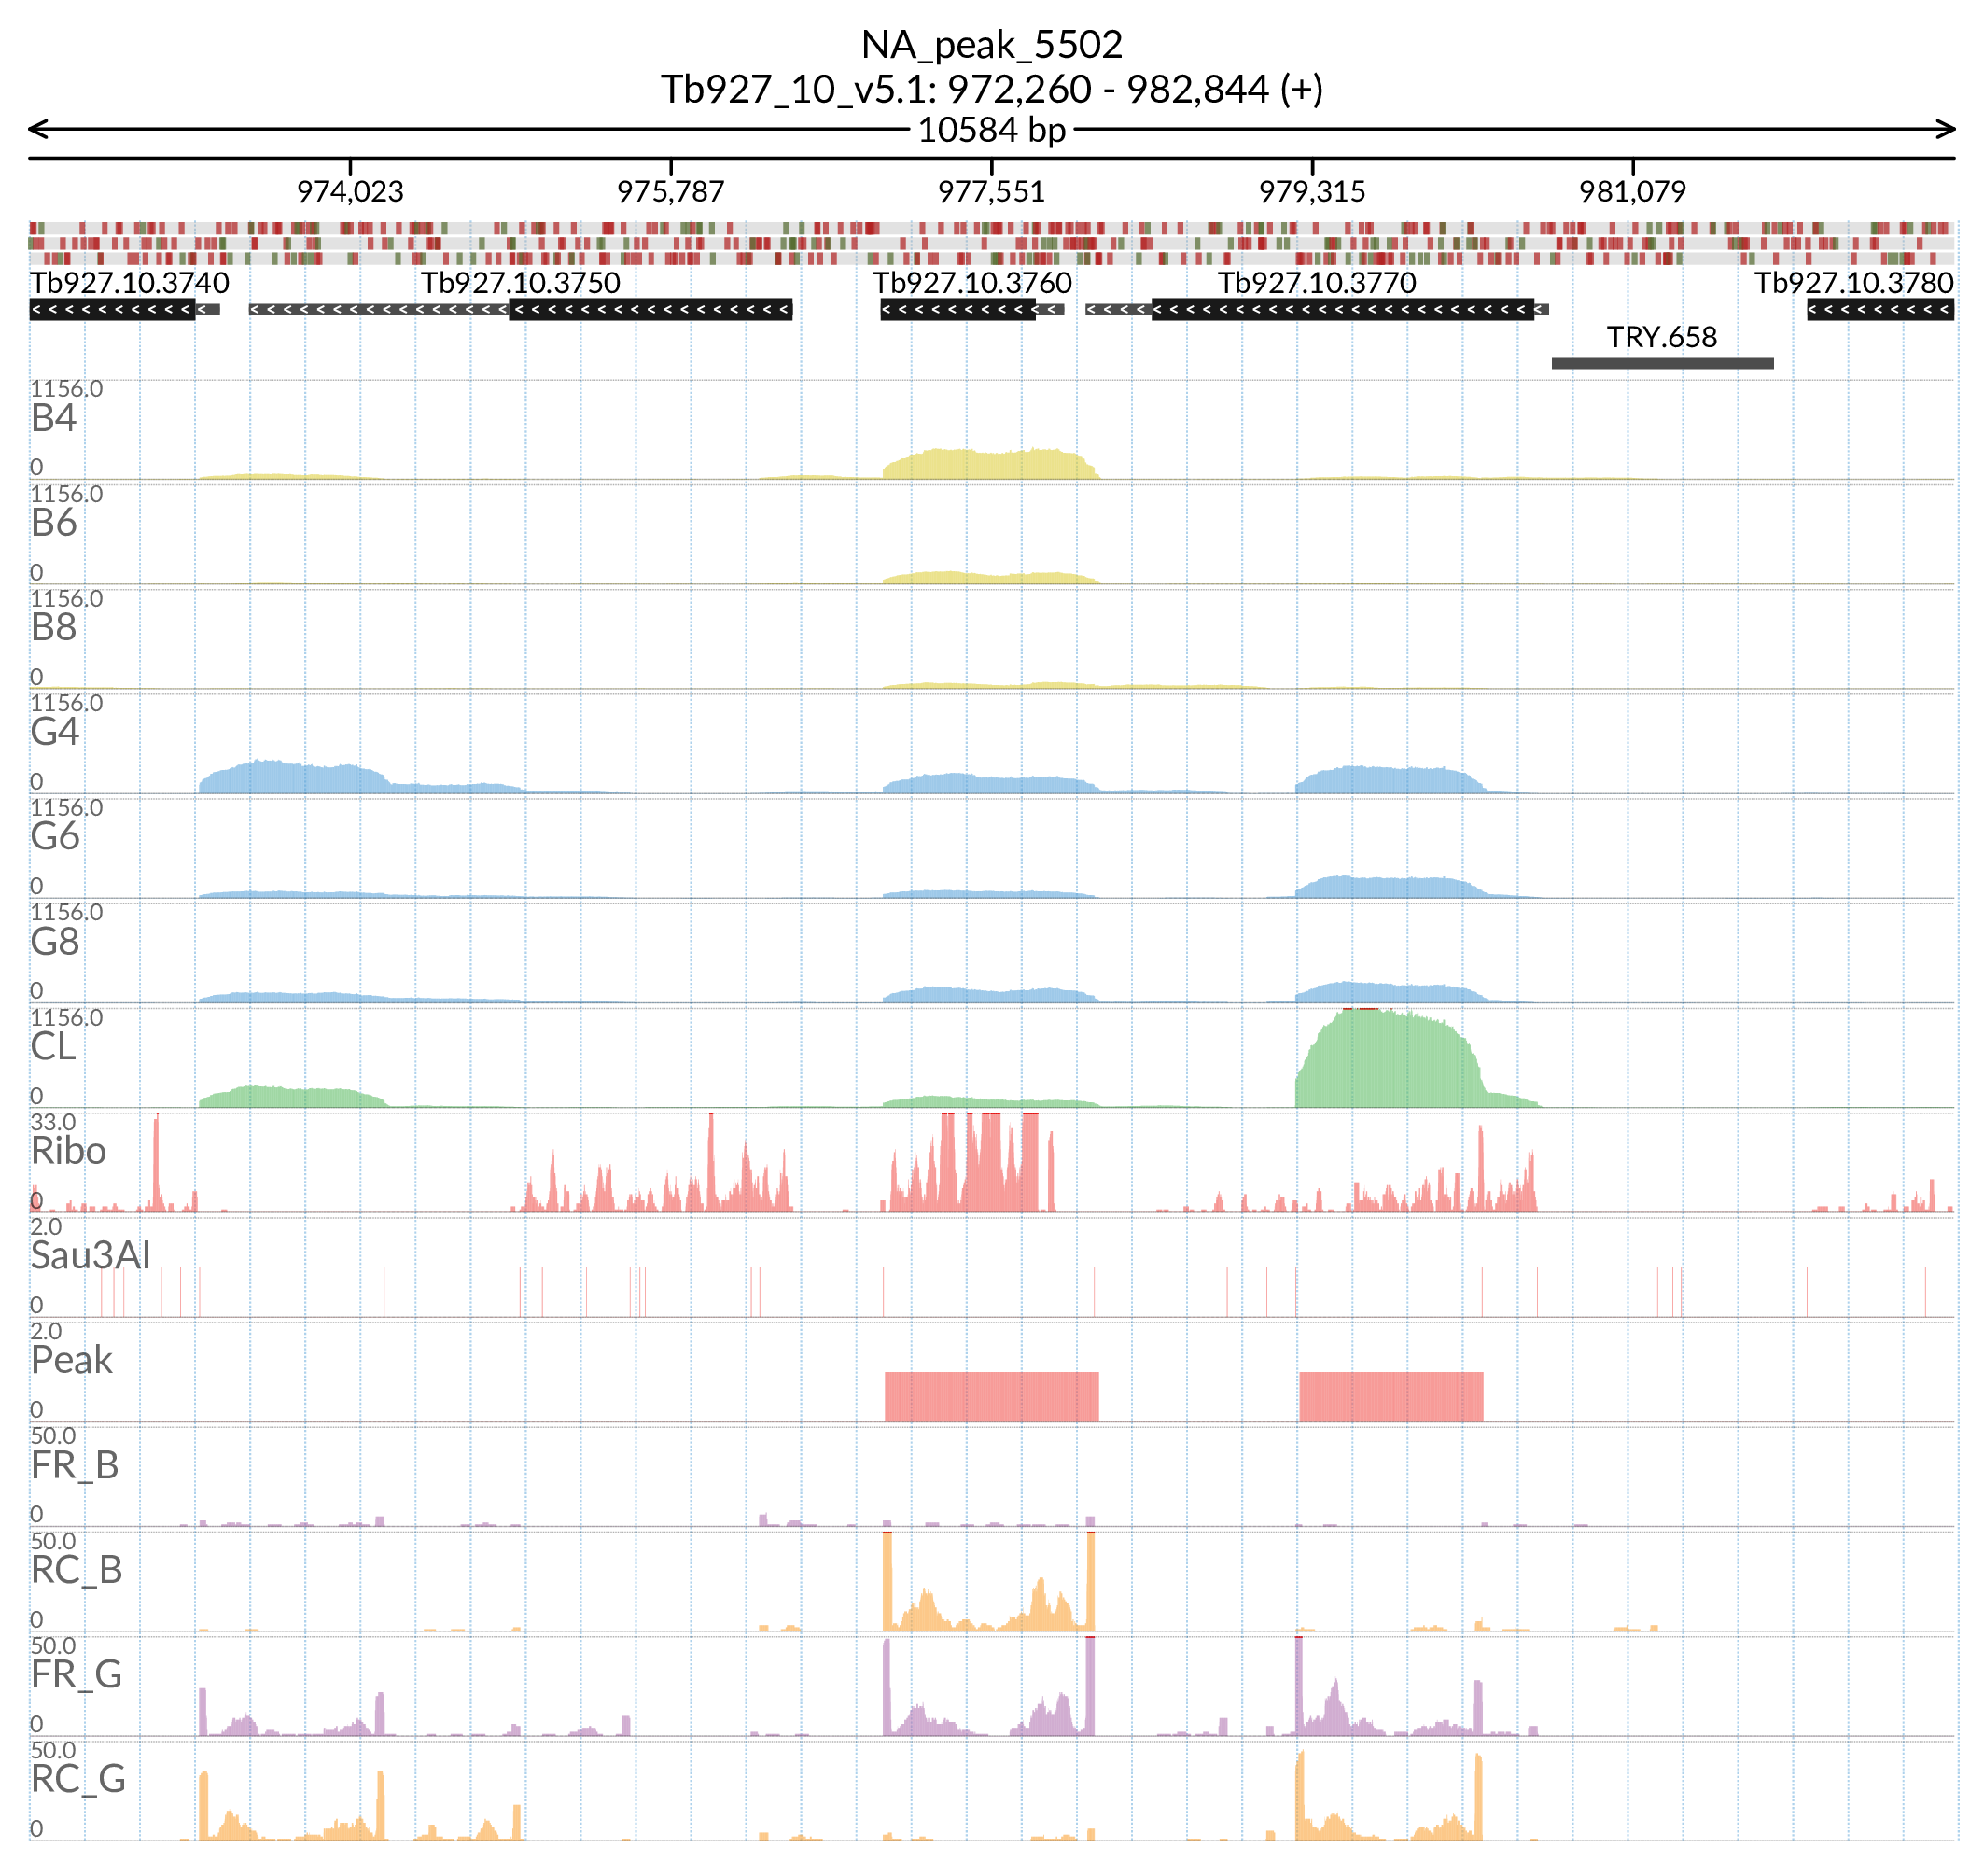 NA_peak_5502
Tb927_10_v5.1: 972,260 - 982,844 (+)
10584 bp
974,023 975,787 977,551 979,315 981,079
Tb927.10.3740 Tb927.10.3750 Tb927.10.3760 Tb927.10.3770 Tb927.10.3780
TRY.658
1156.0
B4
0
1156.0
B6
0
1156.0
B8
0
1156.0
G4
0
1156.0
G6
0
1156.0
G8
0
1156.0
CL
0
33.0
Ribo
0
2.0
Sau3AI
0
2.0
Peak
0
50.0
FR_B
0
50.0
RC_B
0
50.0
FR_G
0
50.0
RC_G
0